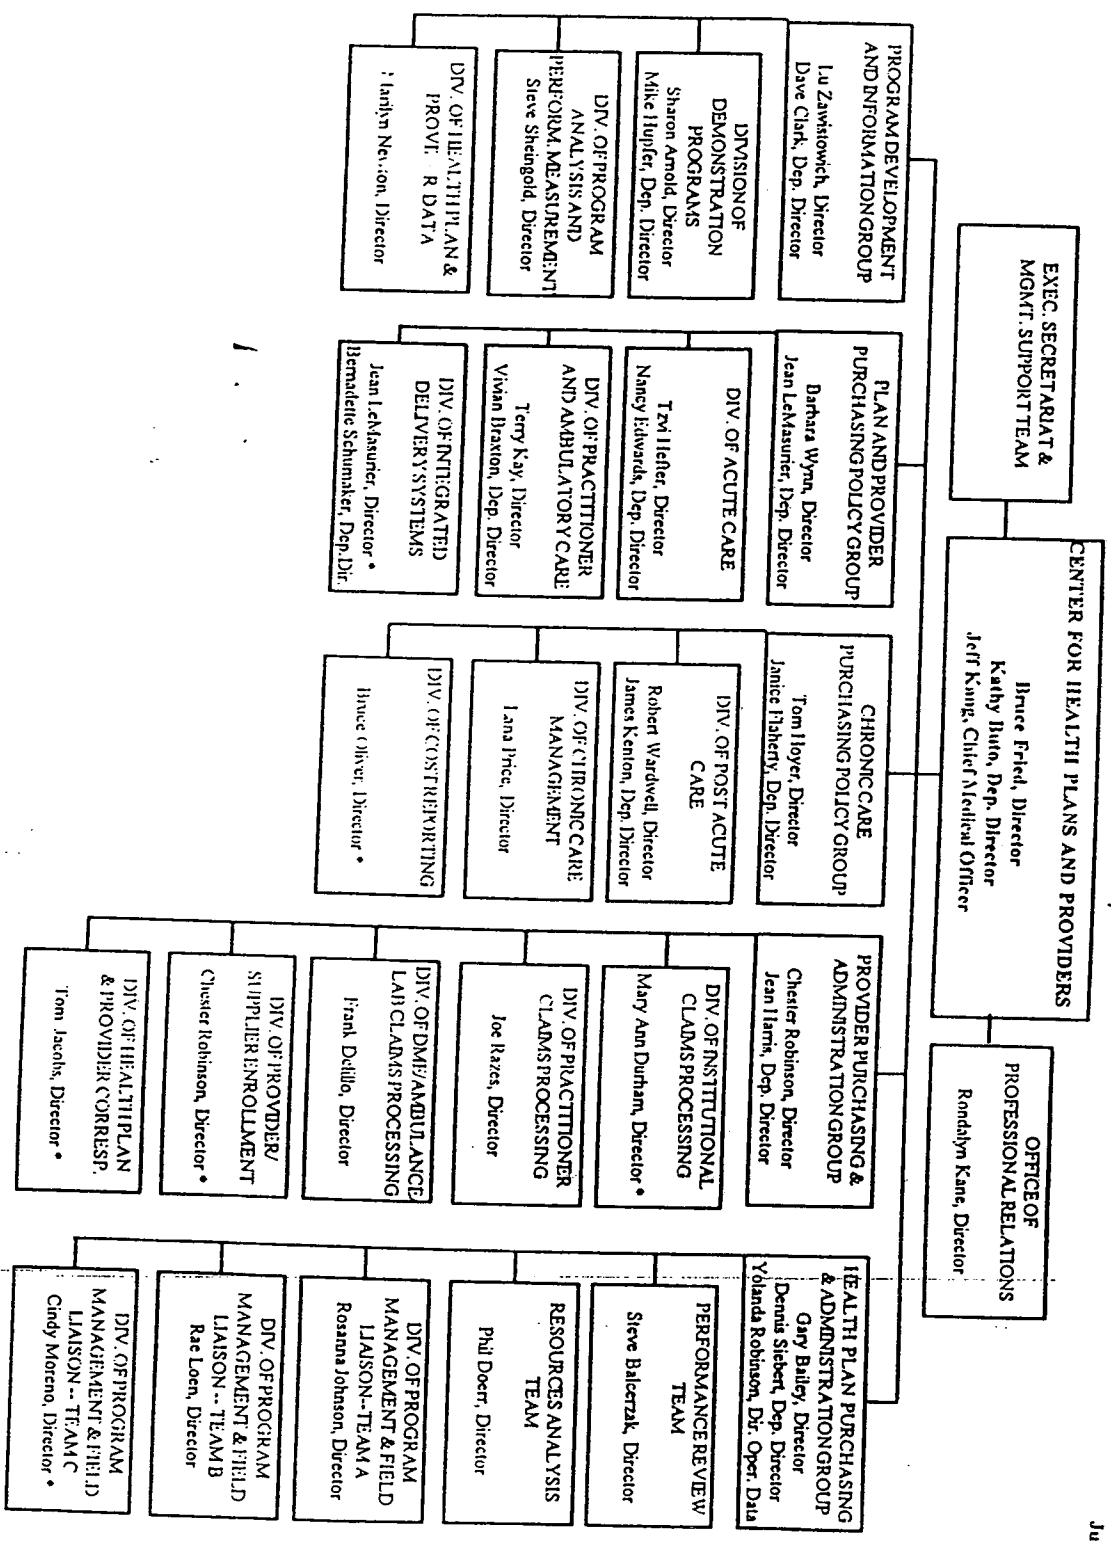 Ju
CENTER FOR HEALTH PLANS AND PROVIDERS
Bruce Fried, Director
Kathy Buto, Dep. Director
Jeff Kang, Chief Medical Officer
EXEC. SECRETARIAT &
MGMT. SUPPORT TEAM
OFFICE OF
PROFESSIONAL RELATIONS
Rondalyn Kane, Director
PROGRAM DEVELOPMENT
AND INFORMATION GROUP
Lu Zawistowich, Director
Dave Clark, Dep. Director
DIVISION OF
DEMONSTRATION
PROGRAMS
Sharon Arnold, Director
Mike Hupfer, Dep. Director
DIV. OF PROGRAM
ANALYSIS AND
PERFORM. MEASUREMENT
Steve Sheingold, Director
DIV. OF HEALTH PLAN &
DATA
Director
PLAN AND PROVIDER
PURCHASING POLICY GROUP
Barbara Wynn, Director
Jean LeMasurier, Dep. Director
DIV. OF ACUTE CARE
Tzvi Hefter, Director
Nancy Edwards, Dep. Director
DIV. OF PRACTITIONER
AND AMBULATORY CARE
Terry Kay, Director
Vivian Braxton, Dep. Director
DIV. OF INTEGRATED
DELIVERY SYSTEMS
Jean LeMasurier, Director *
Bernadette Schumaker, Dep. Dir.
CHRONIC CARE
PURCHASING POLICY GROUP
Tom Hoyer, Director
Janice Flaherty, Dep. Director
DIV. OF POST ACUTE
CARE
Robert Wardwell, Director
James Kenton, Dep. Director
DIV. OF CHRONIC CARE
MANAGEMENT
Lana Price, Director
DIV. OF COST REPORTING
Bruce Oliver, Director *
PROVIDER PURCHASING &
ADMINISTRATION GROUP
Chester Robinson, Director
Jean Harris, Dep. Director
DIV. OF INSTITUTIONAL
CLAIMS PROCESSING
Mary Ann Durham, Director *
DIV. OF PRACTITIONER
CLAIMS PROCESSING
Joe Razes, Director
DIV. OF DME/AMBULANCE/
LAB CLAIMS PROCESSING
Frank Delillo, Director
DIV. OF PROVIDER/
SUPPLIER ENROLLMENT
Chester Robinson, Director *
DIV. OF HEALTH PLAN
& PROVIDER CORRESP.
Tom Jacobs, Director *
HEALTH PLAN PURCHASING
& ADMINISTRATION GROUP
Gary Bailey, Director
Dennis Siebert, Dep. Director
Yolanda Robinson, Dir. Oper. Data
PERFORMANCE REVIEW
TEAM
Steve Balcerzak, Director
RESOURCES ANALYSIS
TEAM
Phil Doerr, Director
DIV. OF PROGRAM
MANAGEMENT & FIELD
LIAISON -- TEAM A
Rosanna Johnson, Director
DIV. OF PROGRAM
MANAGEMENT & FIELD
LIAISON -- TEAM B
Rae Loen, Director
DIV. OF PROGRAM
MANAGEMENT & FIELD
LIAISON -- TEAM C
Cindy Moreno, Director *